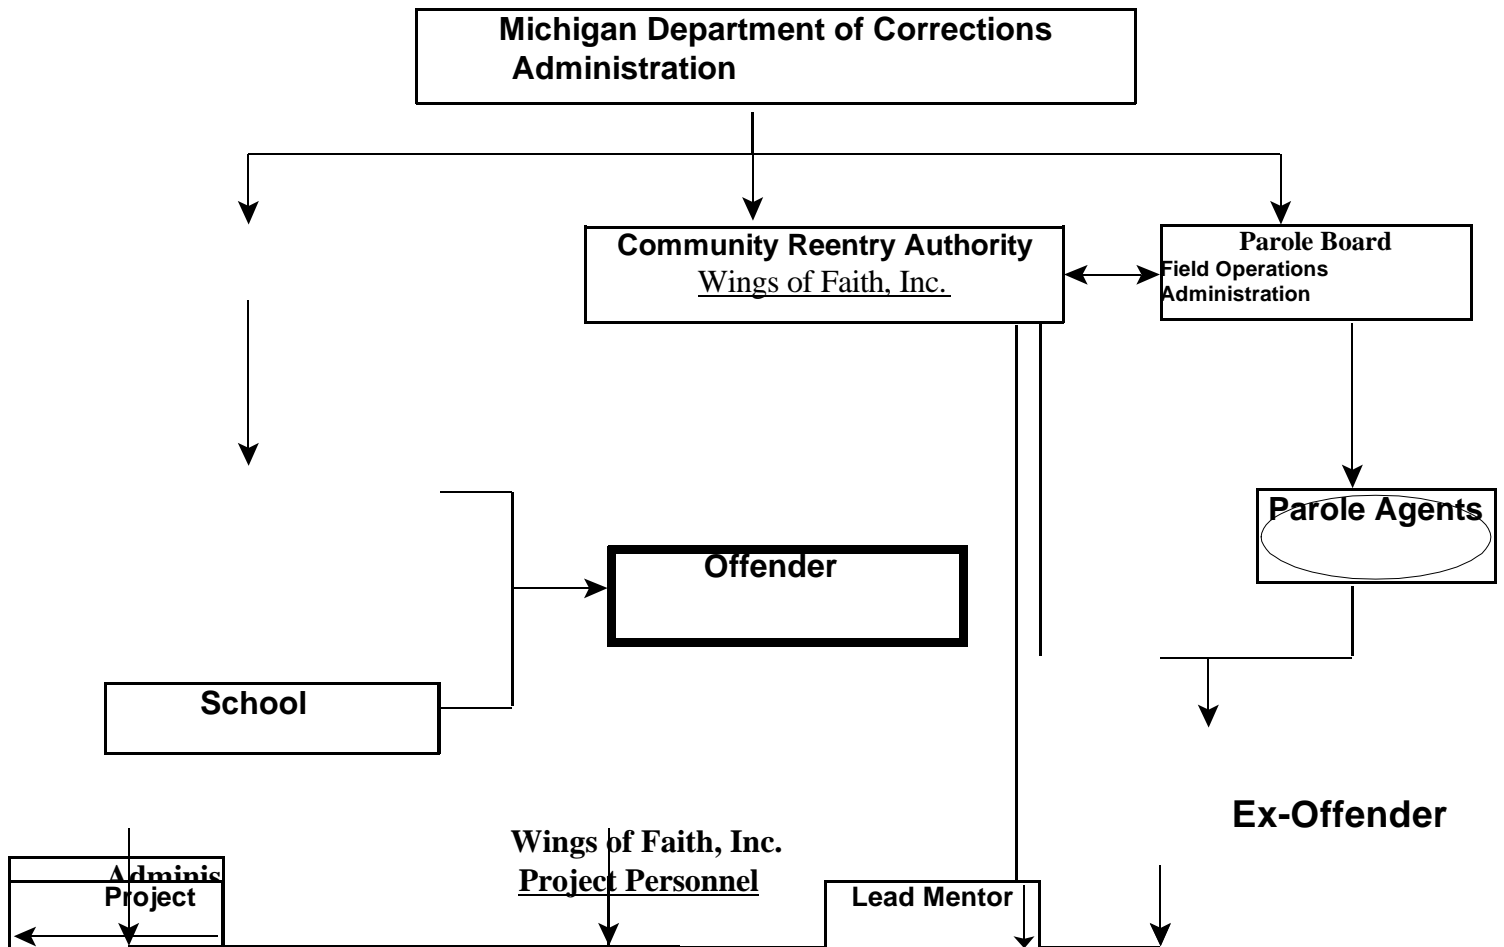 Michigan Department of Corrections
Administration
Community Reentry Authority
Wings of Faith, Inc.
Parole Board
Field Operations
Administration
Parole Agents
Offender
School
Ex-Offender
Wings of Faith, Inc.
Project Personnel
Adminis
Project
Lead Mentor